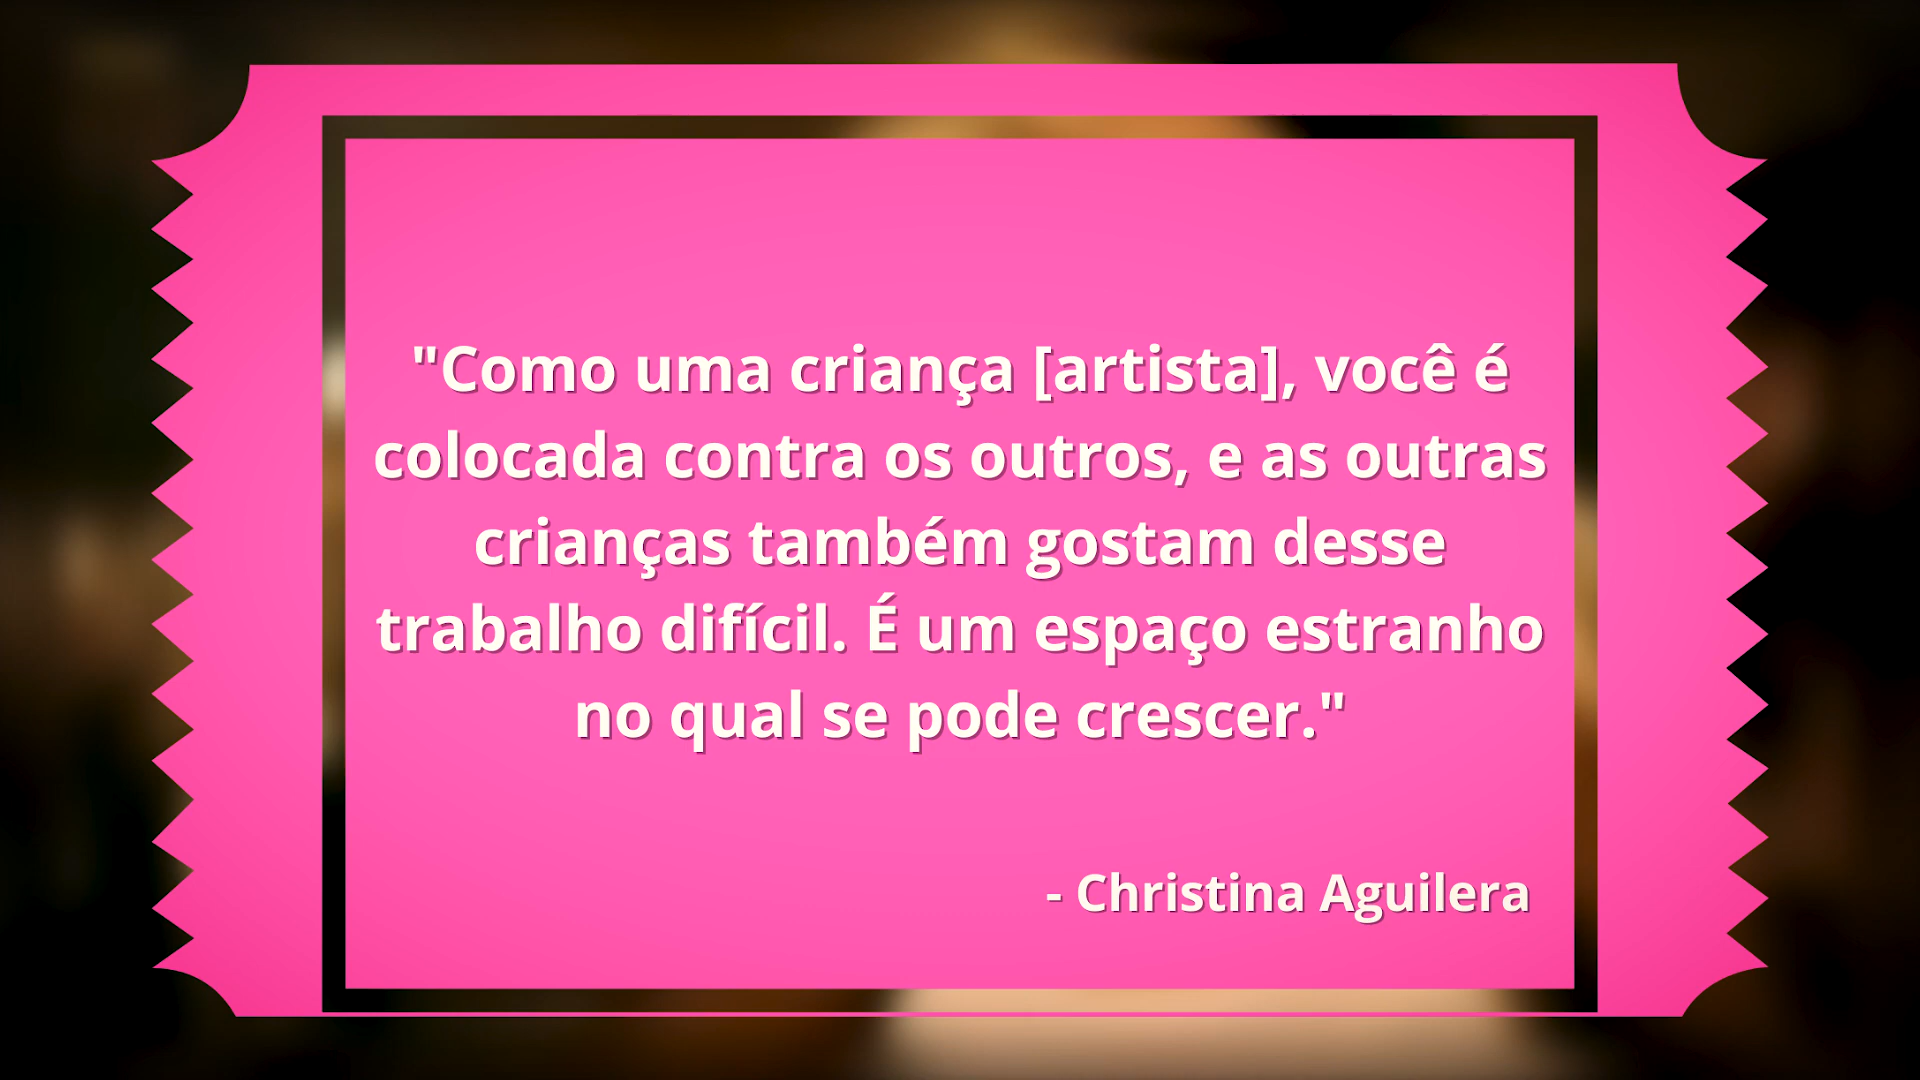 "Como uma criança [artista], você é
colocada contra os outros, e as outras
crianças também gostam desse
trabalho difícil. É um espaço estranho
no qual se pode crescer."
- Christina Aguilera